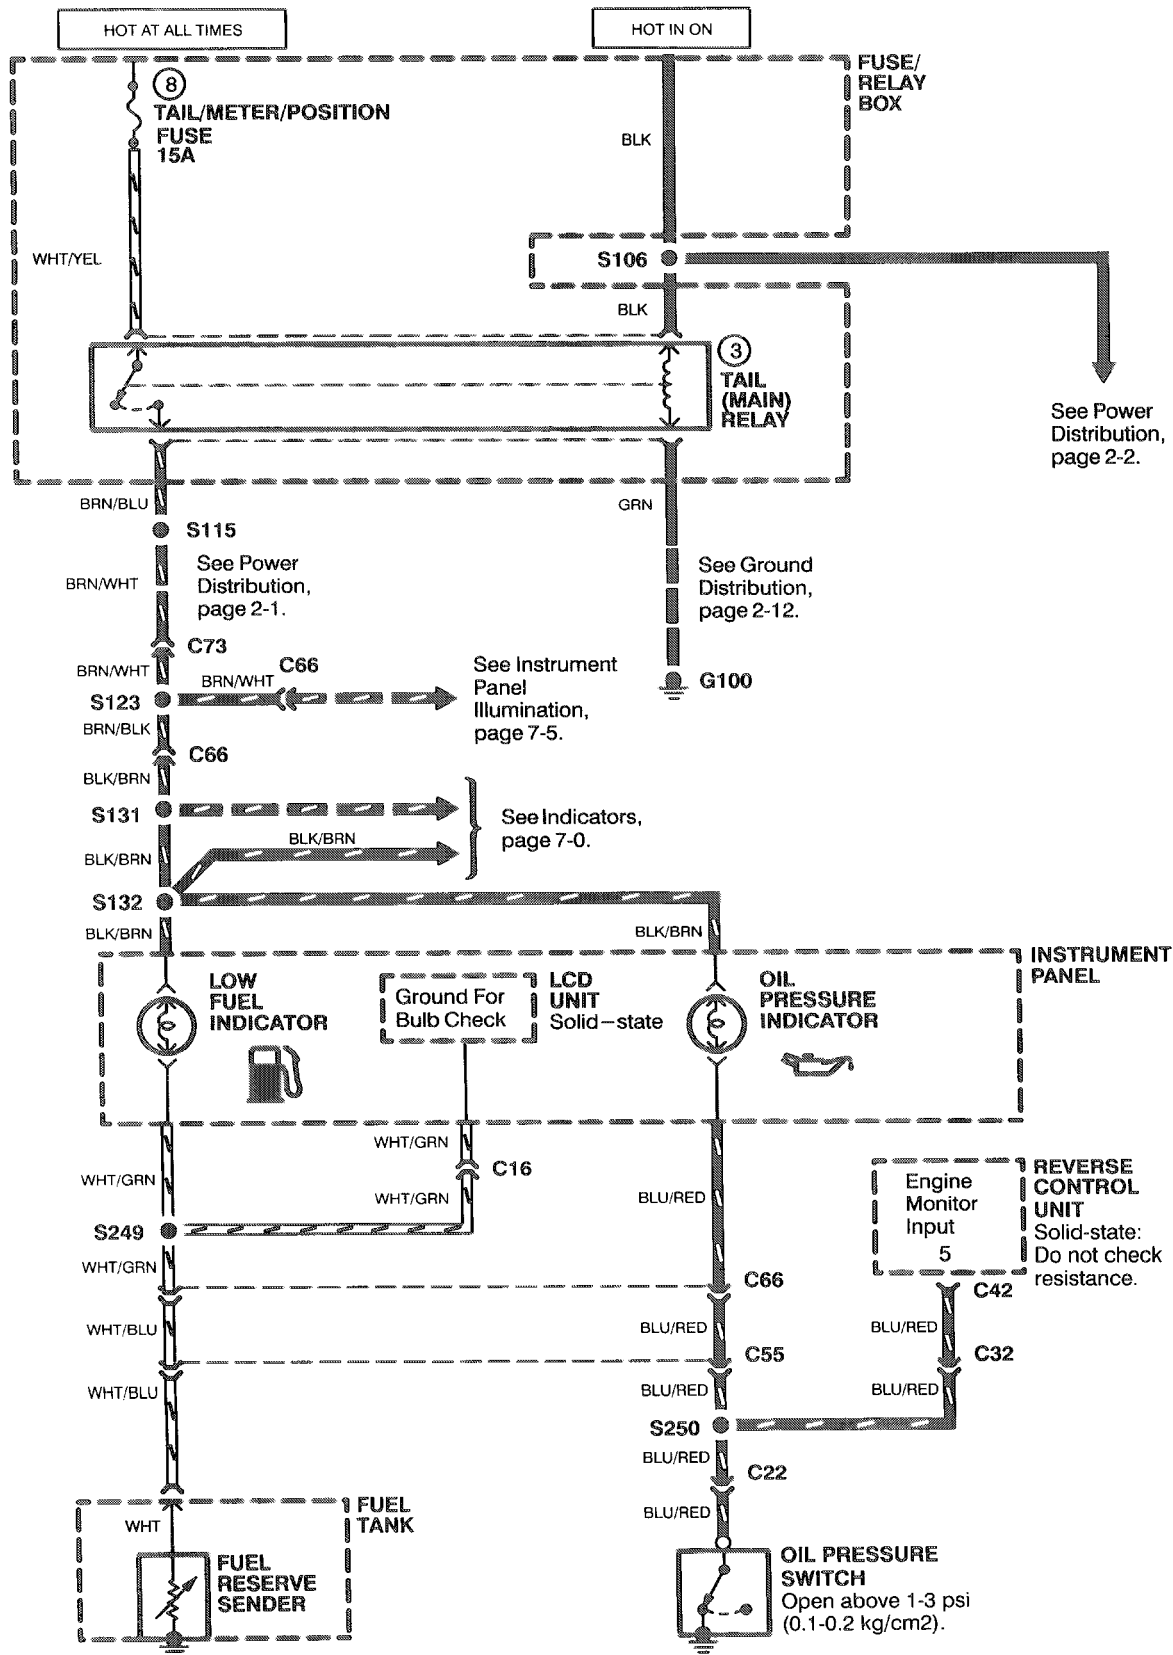 HOT AT ALL TIMES
HOT IN ON
FUSE/
RELAY
BOX
8
TAIL/METER/POSITION
FUSE
15A
BLK
WHT/YEL
S106
BLK
3
TAIL
(MAIN)
RELAY
See Power
Distribution,
page 2-2.
BRN/BLU
GRN
S115
See Power
Distribution,
page 2-1.
BRN/WHT
See Ground
Distribution,
page 2-12.
C73
BRN/WHT
C66
BRN/WHT
S123
See Instrument
Panel
Illumination,
page 7-5.
G100
BRN/BLK
C66
BLK/BRN
S131
See Indicators,
page 7-0.
BLK/BRN
BLK/BRN
S132
BLK/BRN
BLK/BRN
INSTRUMENT
PANEL
LOW
FUEL
INDICATOR
Ground For
Bulb Check
LCD
UNIT
Solid-state
OIL
PRESSURE
INDICATOR
WHT/GRN
C16
WHT/GRN
WHT/GRN
BLU/RED
Engine
Monitor
Input
5
REVERSE
CONTROL
UNIT
Solid-state:
Do not check
resistance.
S249
WHT/GRN
C66
C42
WHT/BLU
BLU/RED
BLU/RED
C55
C32
WHT/BLU
BLU/RED
BLU/RED
S250
BLU/RED
C22
BLU/RED
FUEL
TANK
WHT
FUEL
RESERVE
SENDER
OIL PRESSURE
SWITCH
Open above 1-3 psi
(0.1-0.2 kg/cm2).